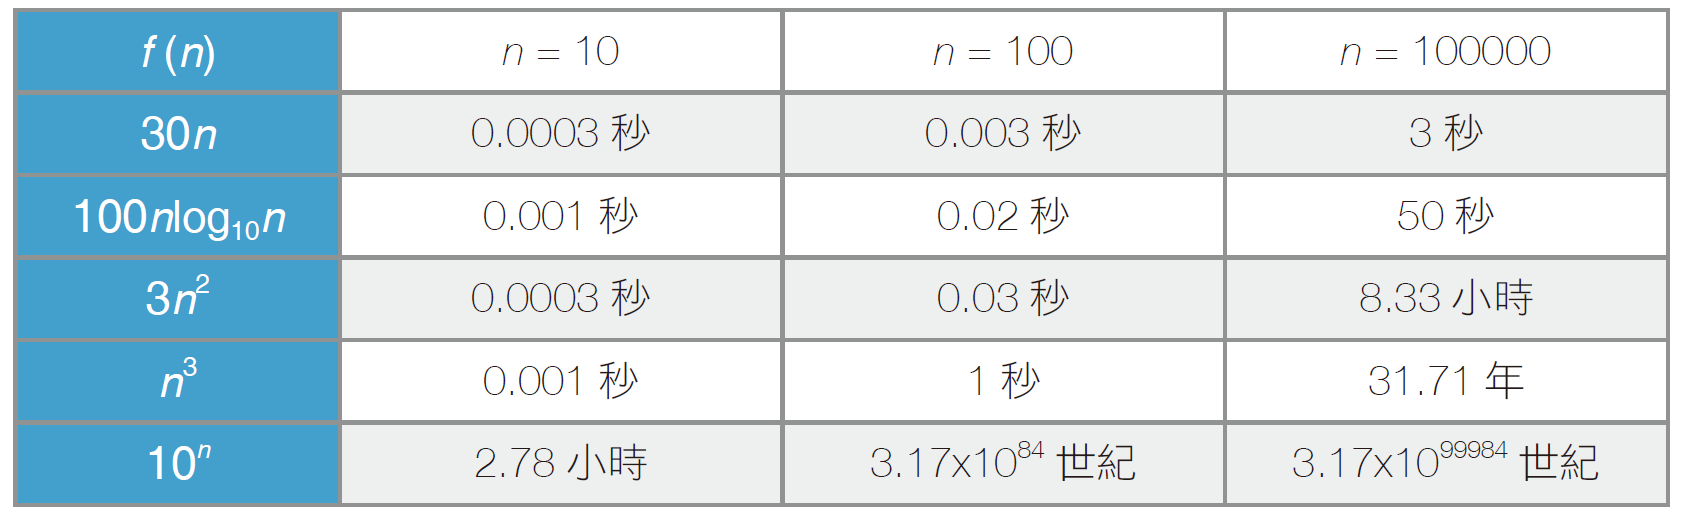 f (n) n = 10 n = 100 n = 100000
30n 0.0003 秒 0.003 秒 3 秒
100nlog₁₀n 0.001 秒 0.02 秒 50 秒
3n² 0.0003 秒 0.03 秒 8.33 小時
n³ 0.001 秒 1 秒 31.71 年
10ⁿ 2.78 小時 3.17x10⁸⁴ 世紀 3.17x10⁹⁹⁹⁸⁴ 世紀